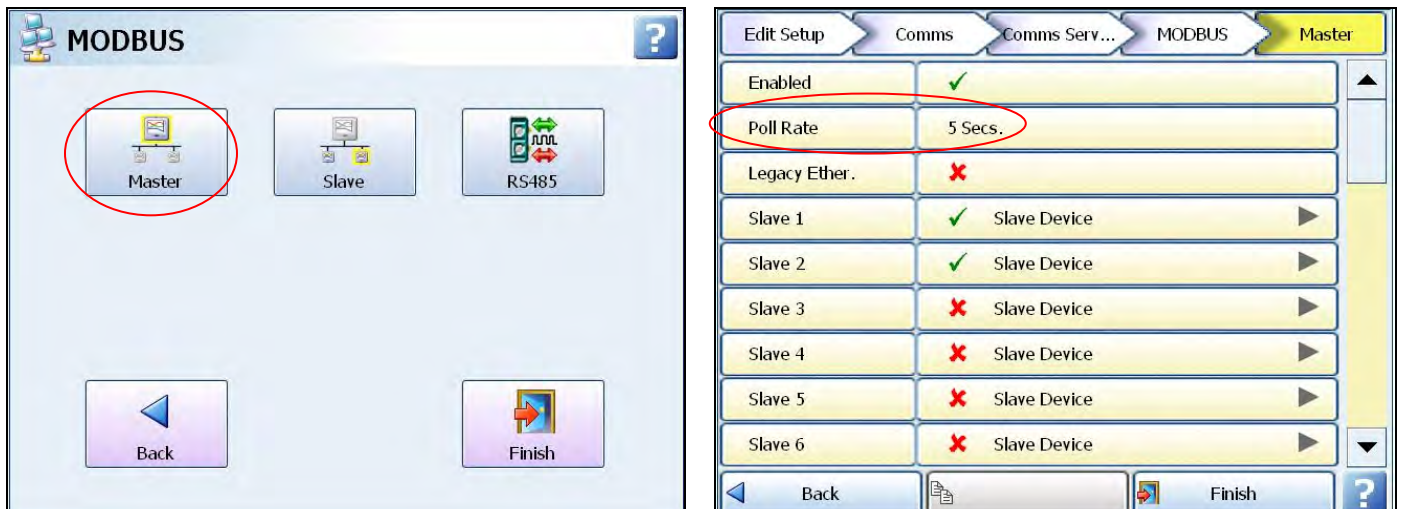 MODBUS
?
Master
Slave
RS485
Back
Finish
Edit Setup Comms Comms Serv... MODBUS Master
Enabled
Poll Rate 5 Secs.
Legacy Ether.
Slave 1 Slave Device
Slave 2 Slave Device
Slave 3 Slave Device
Slave 4 Slave Device
Slave 5 Slave Device
Slave 6 Slave Device
Back Finish ?